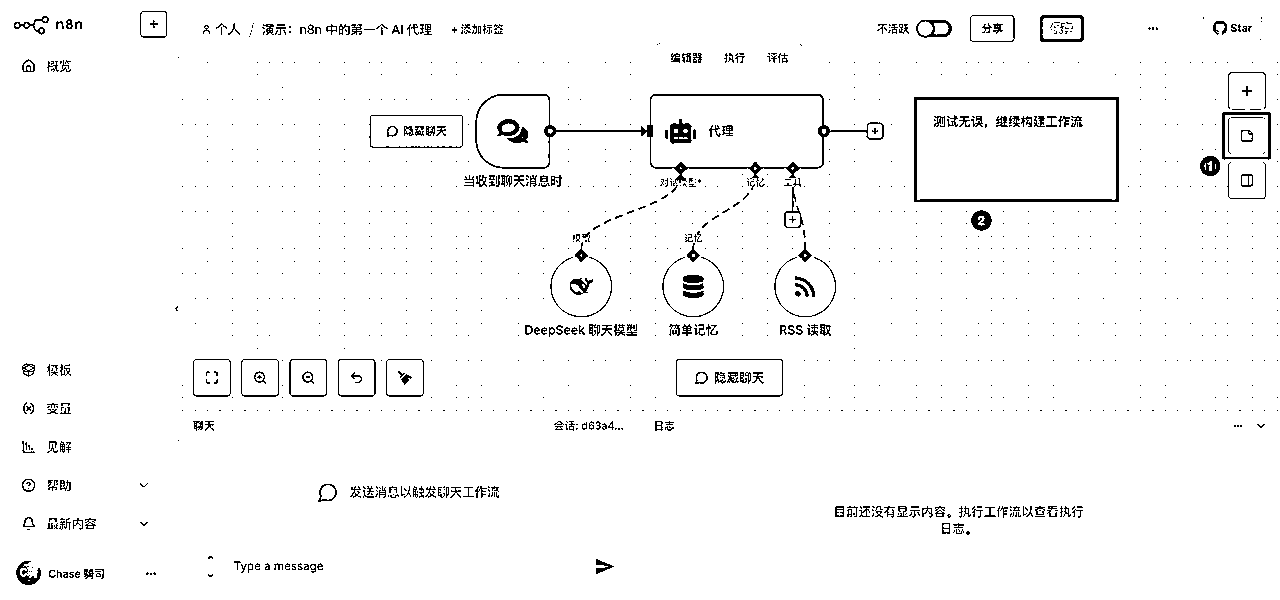 n8n
+
个人 / 演示：n8n 中的第一个 AI 代理 + 添加标签
不活跃
分享
保存
...
Star
概览
编辑器 执行 评估
隐藏聊天
代理
测试无误，继续构建工作流
当收到聊天消息时
对话模型*
记忆
工具
1
2
模型
记忆
DeepSeek 聊天模型
简单记忆
RSS 读取
隐藏聊天
模板
变量
见解
帮助
最新内容
Chase 骑司
...
聊天
会话: d63a4...
日志
...
发送消息以触发聊天工作流
目前还没有显示内容。执行工作流以查看执行
日志。
Type a message